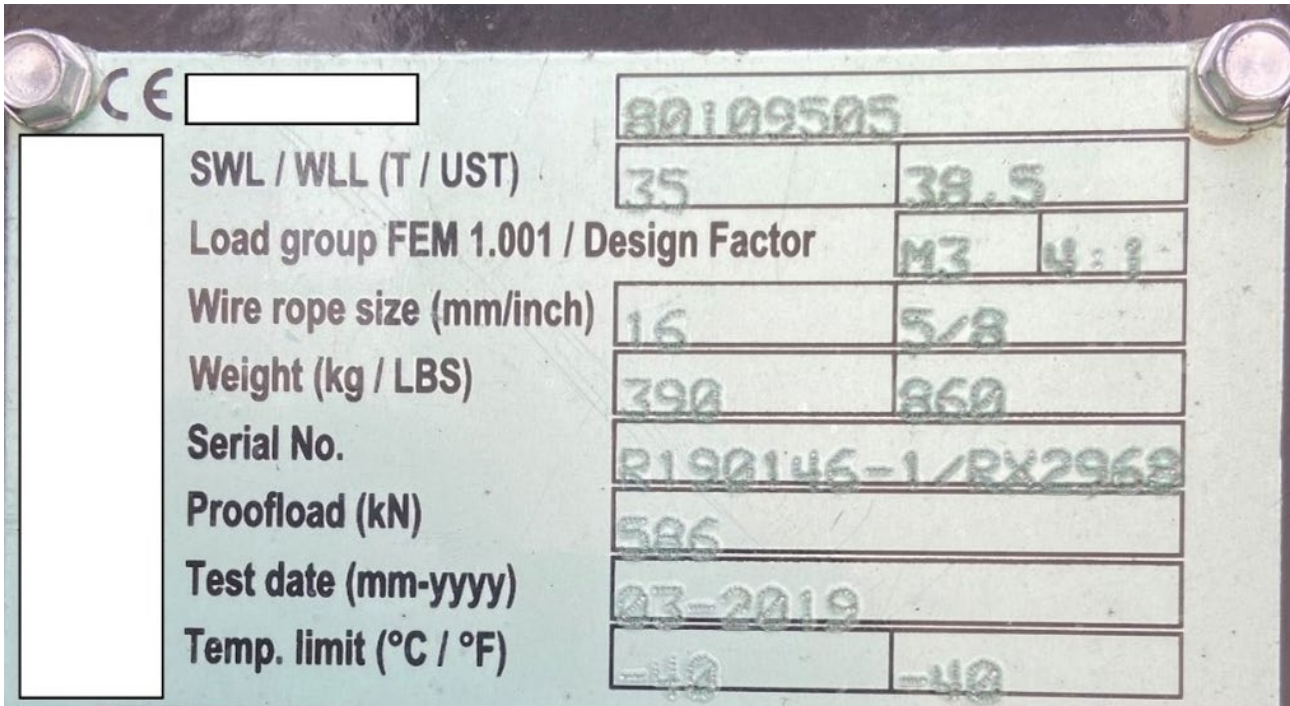 CE
80109505
SWL / WLL (T / UST) 35 38.5
Load group FEM 1.001 / Design Factor M3 4:1
Wire rope size (mm/inch) 16 5/8
Weight (kg / LBS) 390 860
Serial No. R190146-1/RX2968
Proofload (kN) 586
Test date (mm-yyyy) 03-2019
Temp. limit (°C / °F) -40 -40